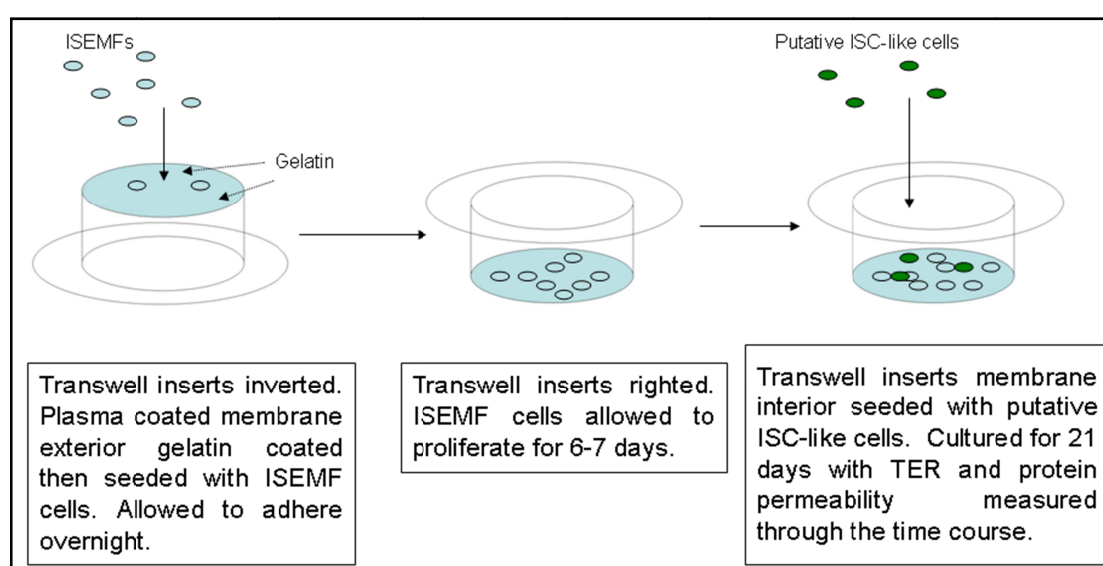 ISEMFs
Putative ISC-like cells
Gelatin
Transwell inserts inverted.
Plasma coated membrane
exterior gelatin coated
then seeded with ISEMF
cells. Allowed to adhere
overnight.
Transwell inserts righted.
ISEMF cells allowed to
proliferate for 6-7 days.
Transwell inserts membrane
interior seeded with putative
ISC-like cells. Cultured for 21
days with TER and protein
permeability measured
through the time course.